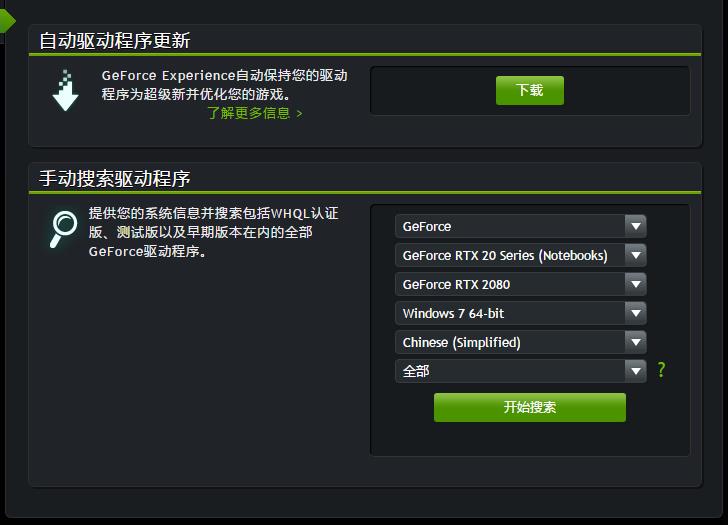 自动驱动程序更新
GeForce Experience自动保持您的驱动
程序为超级新并优化您的游戏。
了解更多信息 >
下载
手动搜索驱动程序
提供您的系统信息并搜索包括WHQL认证
版、测试版以及早期版本在内的全部
GeForce驱动程序。
GeForce
GeForce RTX 20 Series (Notebooks)
GeForce RTX 2080
Windows 7 64-bit
Chinese (Simplified)
全部
?
开始搜索